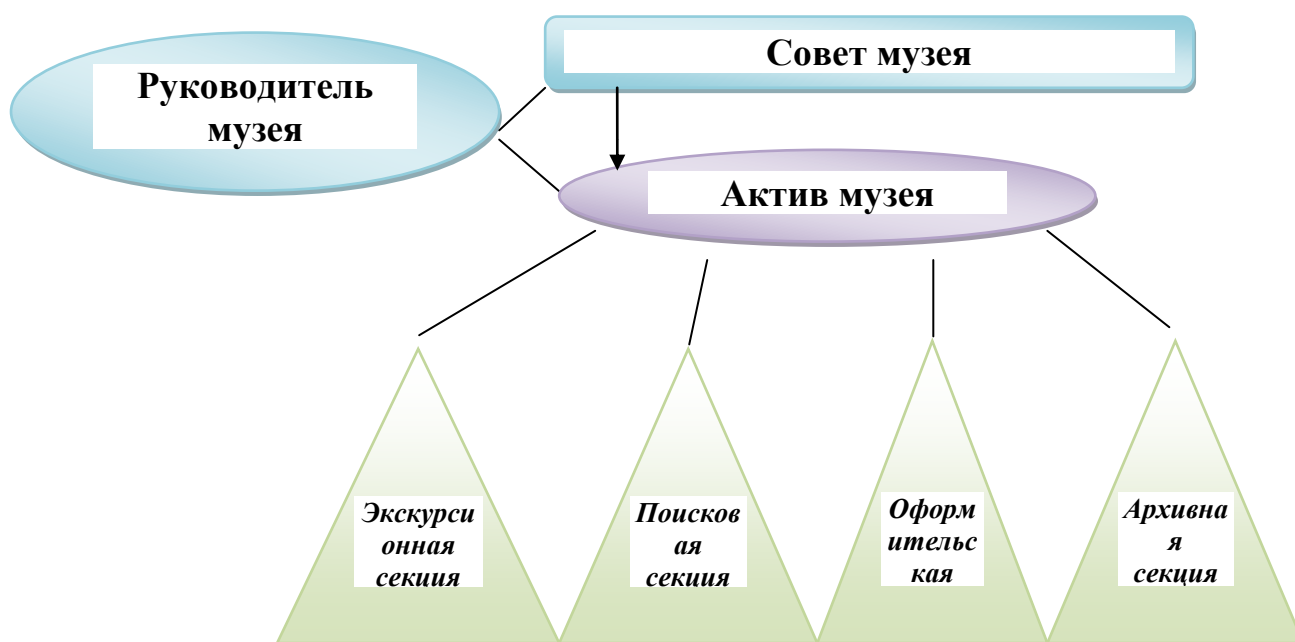 Совет музея
Руководитель
музея
Актив музея
Экскурси
онная
секция
Поисков
ая
секция
Оформ
ительс
кая
Архивна
я
секция